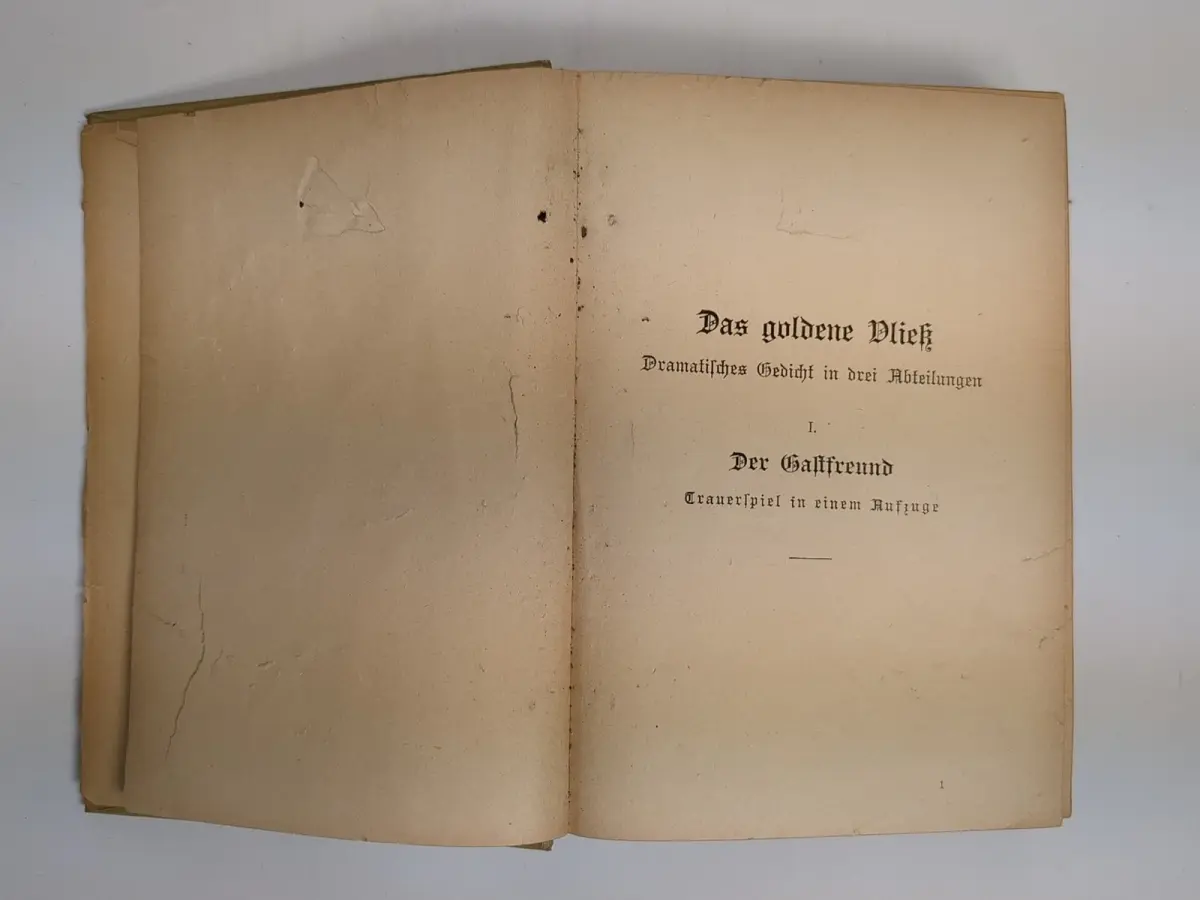 Das goldene Vließ
Dramatisches Gedicht in drei Abteilungen
I.
Der Gastfreund
Trauerspiel in einem Aufzuge
1